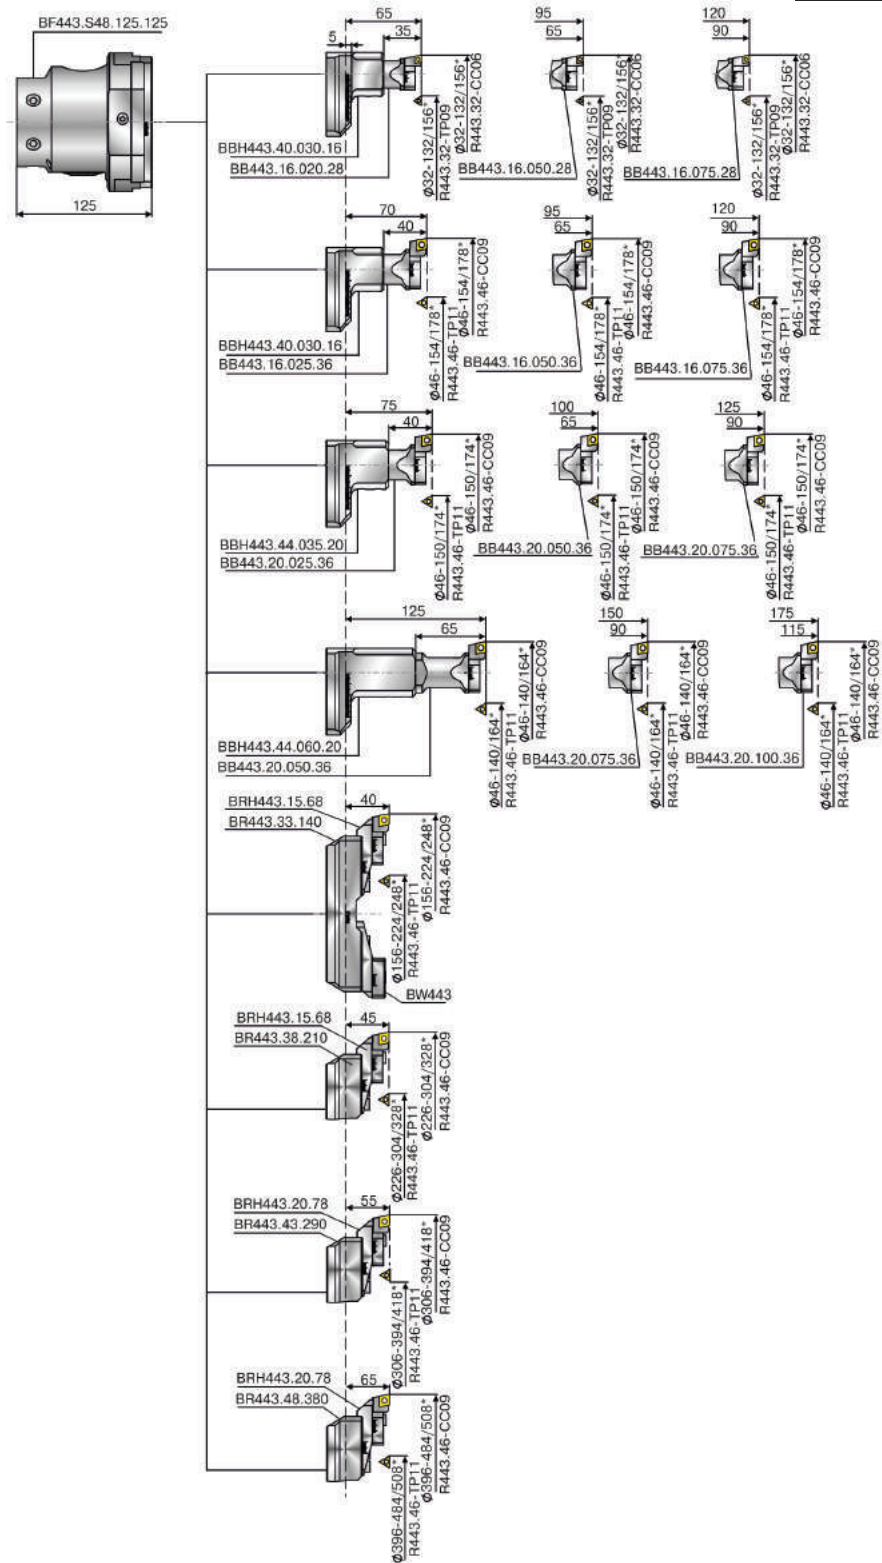 BF443.S48.125.125
125
65
35
5
BBH443.40.030.16
BB443.16.020.28
Ø32-132/156*
R443.32-TP09
Ø32-132/156*
R443.32-CC06
95
65
BB443.16.050.28
Ø32-132/156*
R443.32-TP09
Ø32-132/156*
R443.32-CC06
120
90
BB443.16.075.28
Ø32-132/156*
R443.32-TP09
Ø32-132/156*
R443.32-CC06
70
40
BBH443.40.030.16
BB443.16.025.36
Ø46-154/178*
R443.46-TP11
Ø46-154/178*
R443.46-CC09
95
65
BB443.16.050.36
Ø46-154/178*
R443.46-TP11
Ø46-154/178*
R443.46-CC09
120
90
BB443.16.075.36
Ø46-154/178*
R443.46-TP11
Ø46-154/178*
R443.46-CC09
75
40
BBH443.44.035.20
BB443.20.025.36
Ø46-150/174*
R443.46-TP11
Ø46-150/174*
R443.46-CC09
100
65
BB443.20.050.36
Ø46-150/174*
R443.46-TP11
Ø46-150/174*
R443.46-CC09
125
90
BB443.20.075.36
Ø46-150/174*
R443.46-TP11
Ø46-150/174*
R443.46-CC09
125
65
BBH443.44.060.20
BB443.20.050.36
Ø46-140/164*
R443.46-TP11
Ø46-140/164*
R443.46-CC09
150
90
BB443.20.075.36
Ø46-140/164*
R443.46-TP11
Ø46-140/164*
R443.46-CC09
175
115
BB443.20.100.36
Ø46-140/164*
R443.46-TP11
Ø46-140/164*
R443.46-CC09
BRH443.15.68
BR443.33.140
40
Ø156-224/248*
R443.46-TP11
Ø156-224/248*
R443.46-CC09
BW443
BRH443.15.68
BR443.38.210
45
Ø226-304/328*
R443.46-TP11
Ø226-304/328*
R443.46-CC09
BRH443.20.78
BR443.43.290
55
Ø306-394/418*
R443.46-TP11
Ø306-394/418*
R443.46-CC09
BRH443.20.78
BR443.48.380
65
Ø396-484/508*
R443.46-TP11
Ø396-484/508*
R443.46-CC09